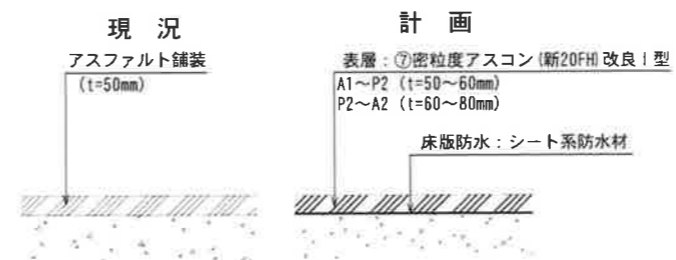 現 況
アスファルト舗装
(t=50mm)
計 画
表層：⑦密粒度アスコン(新20FH)改良Ⅰ型
A1～P2 (t=50～60mm)
P2～A2 (t=60～80mm)
床版防水：シート系防水材